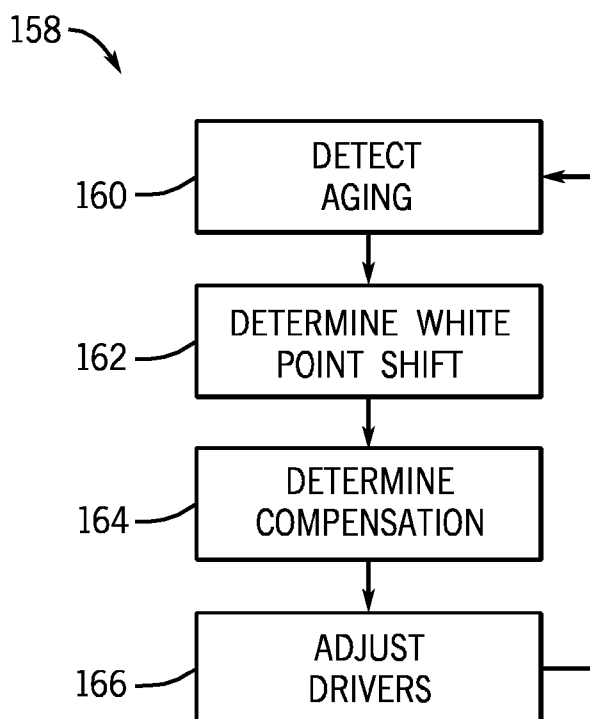 158
DETECT
AGING
160
DETERMINE WHITE
POINT SHIFT
162
DETERMINE
COMPENSATION
164
ADJUST
DRIVERS
166